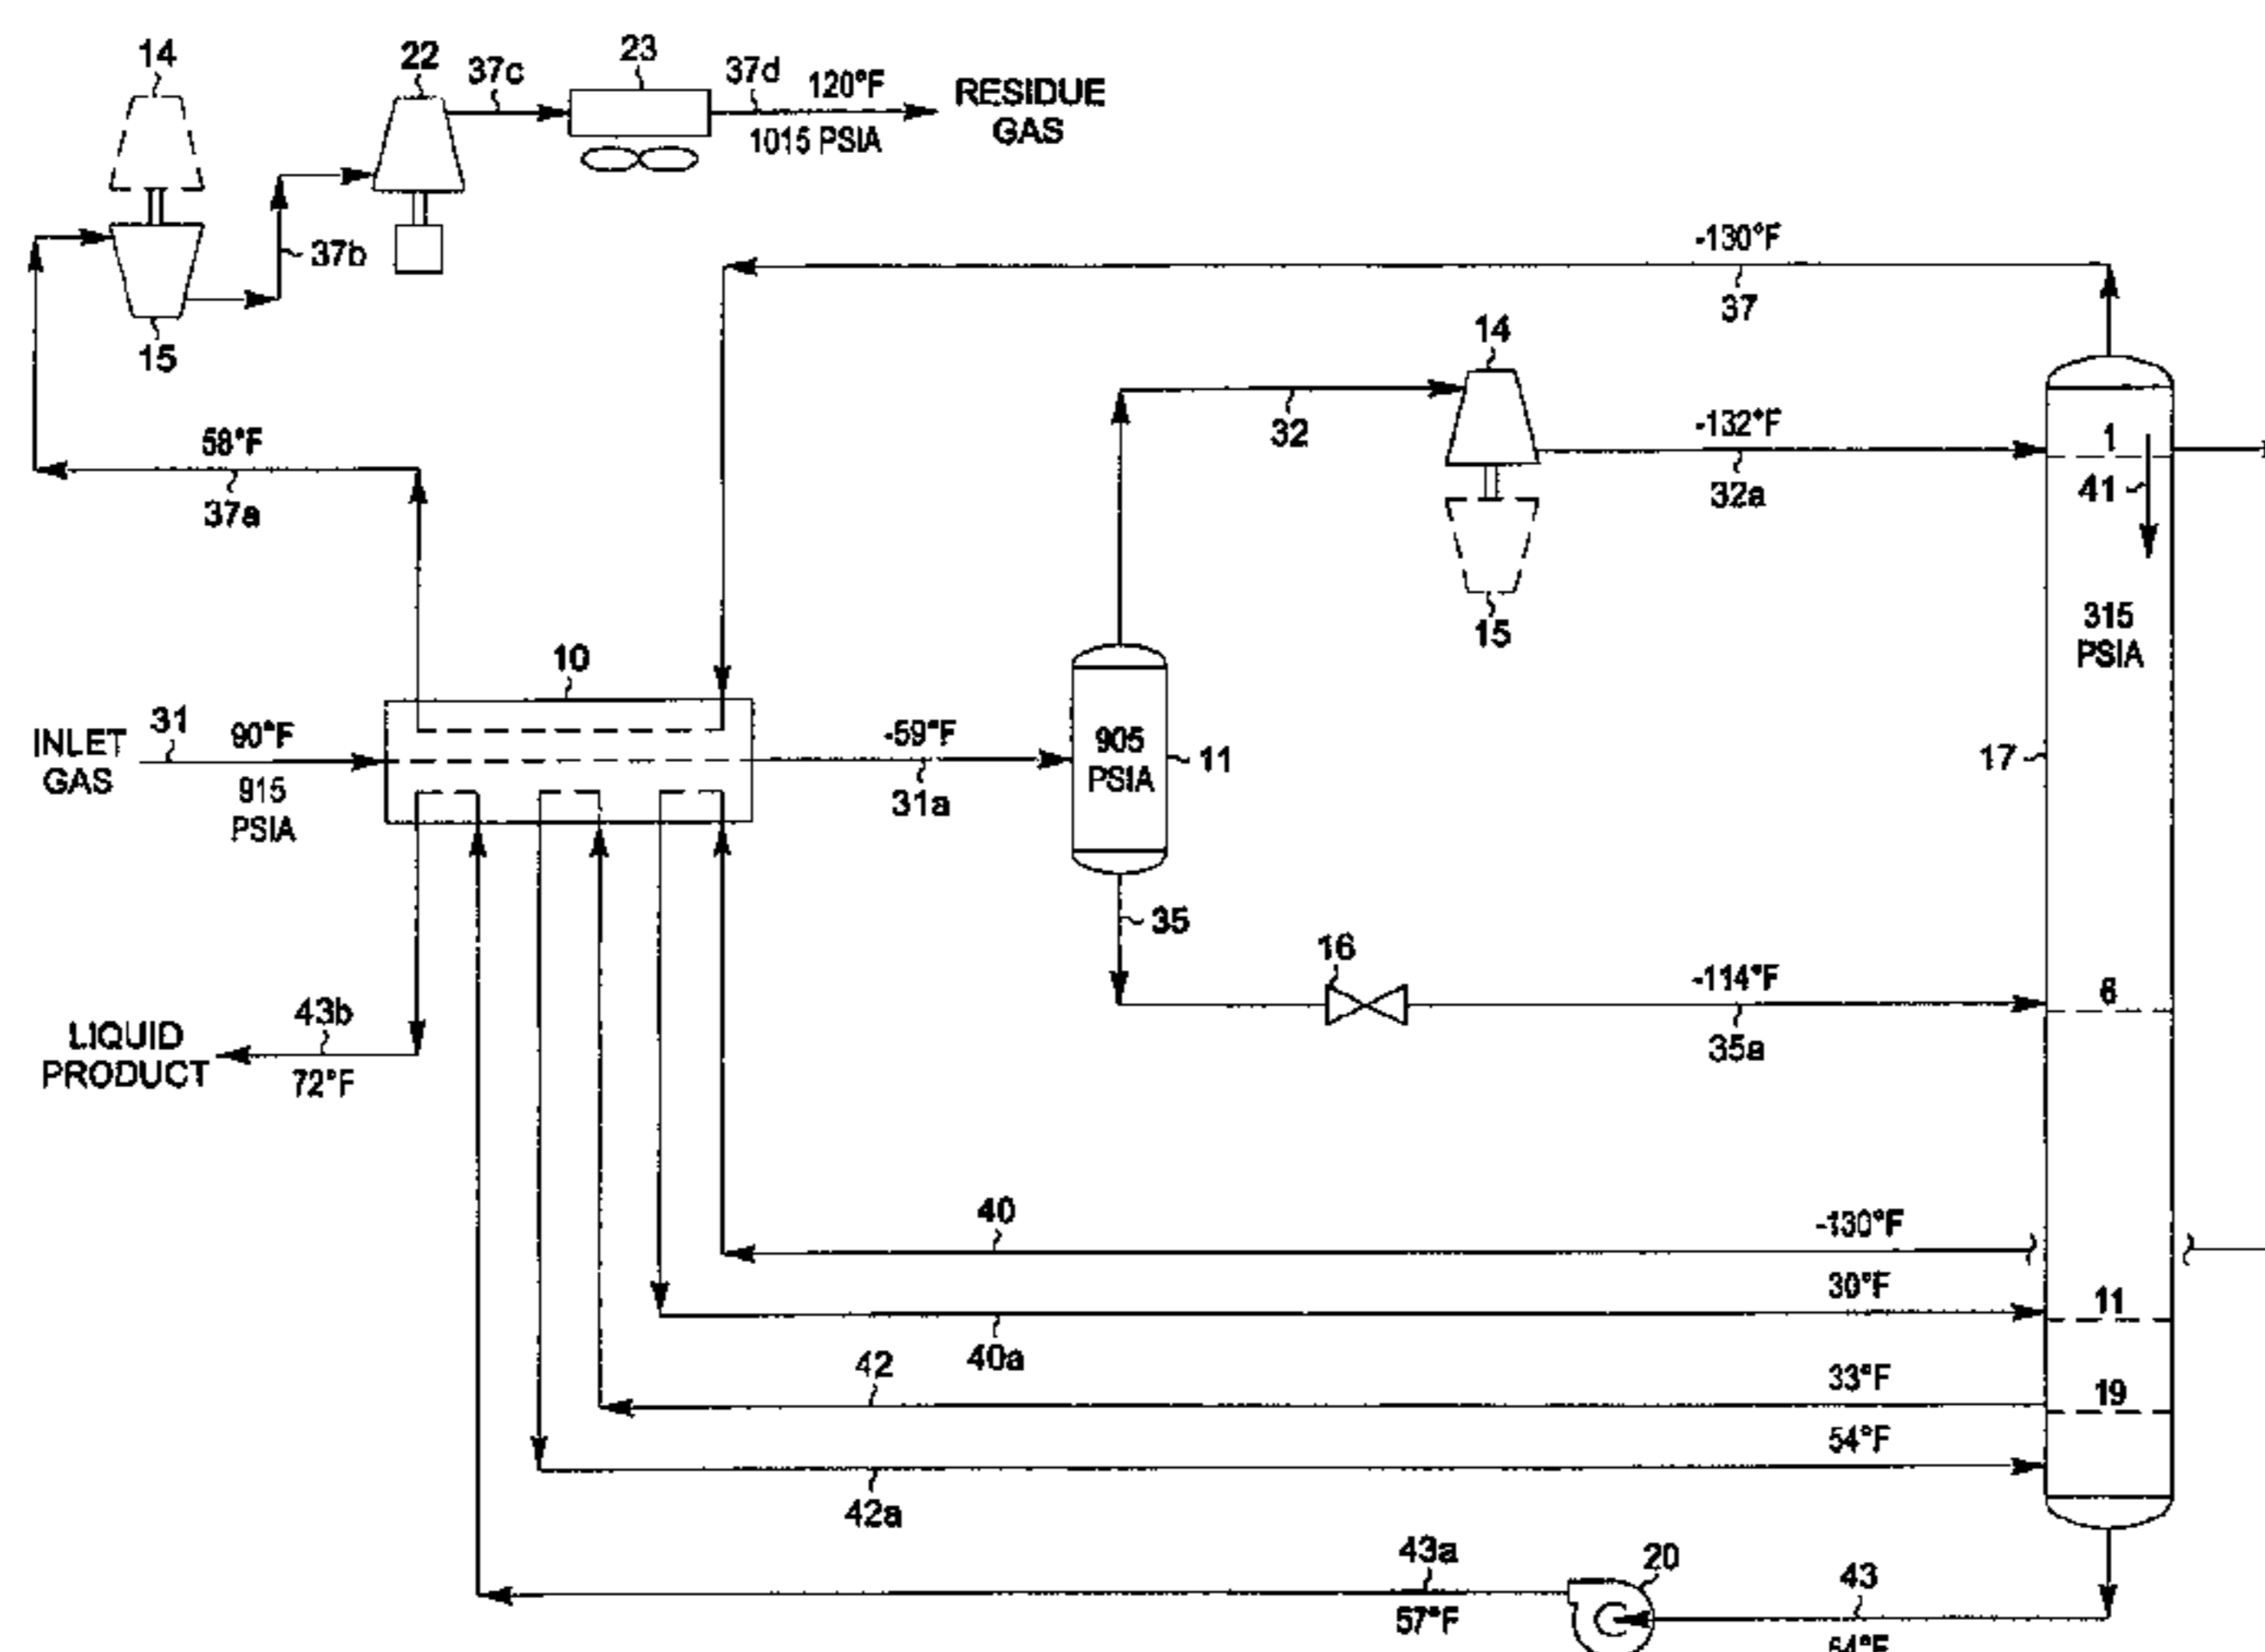 14
22
37c
23
37d
120°F
1015 PSIA
RESIDUE
GAS
37b
15
-130°F
37
14
32
-132°F
32a
15
1
41
315
PSIA
58°F
37a
10
INLET
GAS
31
90°F
915
PSIA
-59°F
31a
905
PSIA
11
17
35
16
-114°F
35a
6
43b
LIQUID
PRODUCT
72°F
40
-130°F
30°F
11
40a
42
33°F
19
54°F
42a
43a
57°F
20
43
54°F